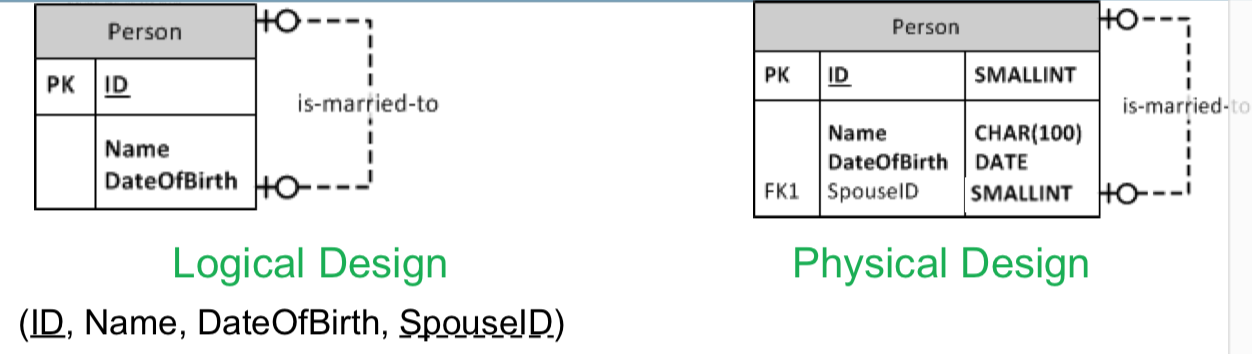 Person
PK ID
is-married-to
Name
DateOfBirth
Logical Design
(ID, Name, DateOfBirth, SpouseID)
Person
PK ID SMALLINT
is-married-to
Name CHAR(100)
DateOfBirth DATE
FK1 SpouseID SMALLINT
Physical Design